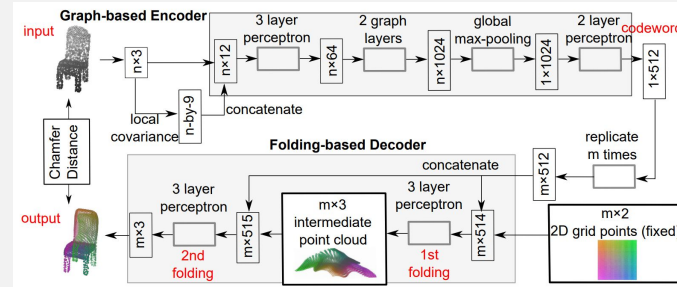 Graph-based Encoder
input
n×3
local
covariance
n-by-9
concatenate
n×12
3 layer
perceptron
n×64
2 graph
layers
n×1024
global
max-pooling
1×1024
2 layer
perceptron
codeword
1×512
replicate
m times
m×512
Chamfer
Distance
Folding-based Decoder
concatenate
m×2
2D grid points (fixed)
m×514
3 layer
perceptron
1st
folding
m×3
intermediate
point cloud
m×515
3 layer
perceptron
2nd
folding
m×3
output